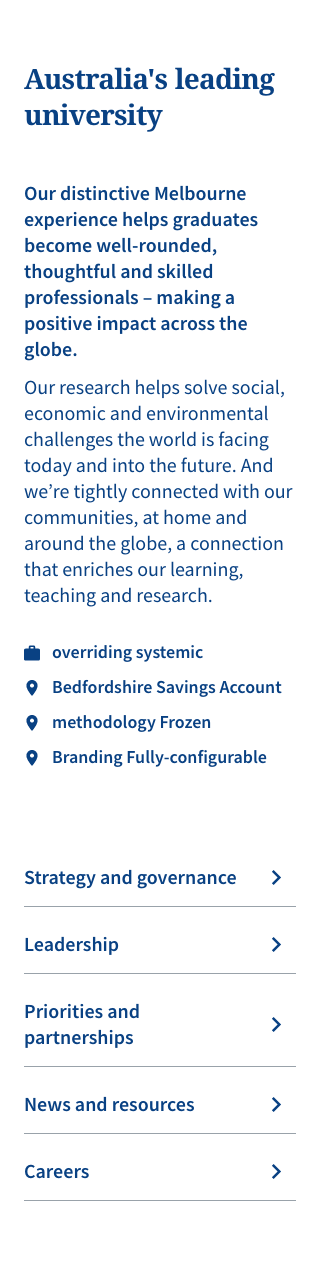 Australia's leading
university
Our distinctive Melbourne
experience helps graduates
become well-rounded,
thoughtful and skilled
professionals – making a
positive impact across the
globe.
Our research helps solve social,
economic and environmental
challenges the world is facing
today and into the future. And
we’re tightly connected with our
communities, at home and
around the globe, a connection
that enriches our learning,
teaching and research.
overriding systemic
Bedfordshire Savings Account
methodology Frozen
Branding Fully-configurable
Strategy and governance
Leadership
Priorities and
partnerships
News and resources
Careers